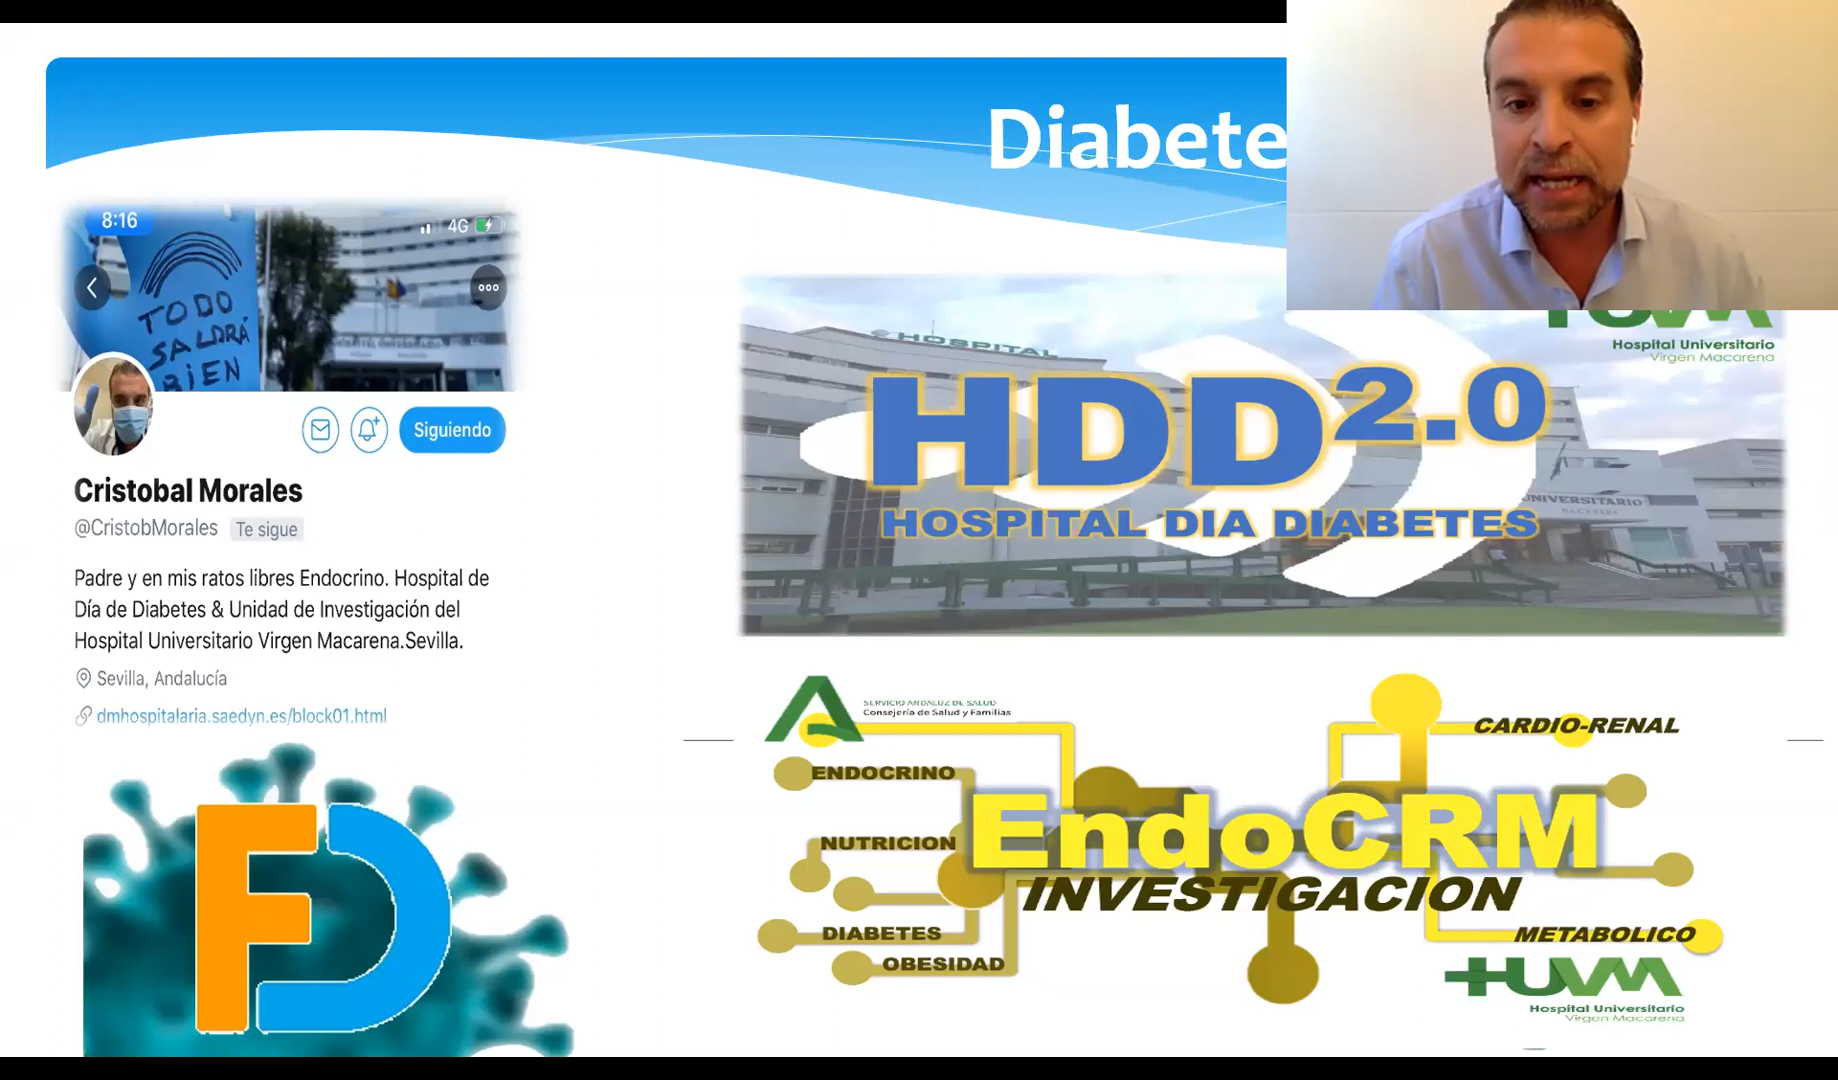 Diabete
8:16
4G
TODO
SALDRÁ
BIEN
Siguiendo
Cristobal Morales
@CristobMorales Te sigue
Padre y en mis ratos libres Endocrino. Hospital de
Día de Diabetes & Unidad de Investigación del
Hospital Universitario Virgen Macarena.Sevilla.
Sevilla, Andalucía
dmhospitalaria.saedyn.es/block01.html
FD
HUVM
Hospital Universitario
Virgen Macarena
HOSPITAL
HDD2.0
HOSPITAL DIA DIABETES
UNIVERSITARIO
MACARENA
SERVICIO ANDALUZ DE SALUD
Consejería de Salud y Familias
CARDIO-RENAL
ENDOCRINO
NUTRICION
EndoCRM
INVESTIGACION
DIABETES
OBESIDAD
METABOLICO
HUVM
Hospital Universitario
Virgen Macarena